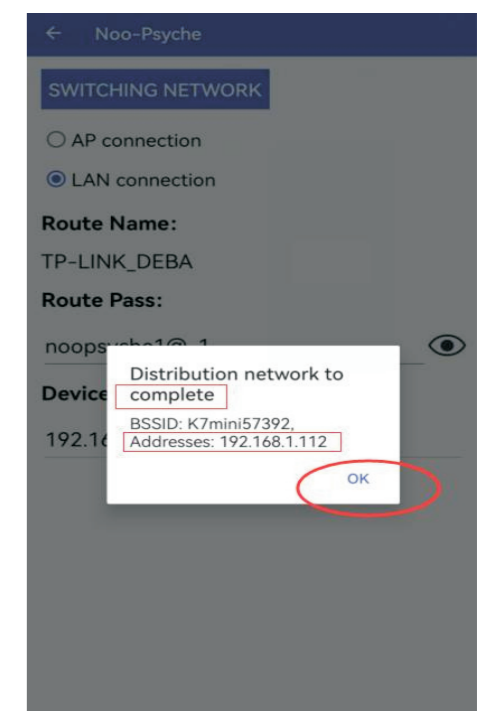 Noo-Psyche
SWITCHING NETWORK
AP connection
LAN connection
Route Name:
TP-LINK_DEBA
Route Pass:
Distribution network to
complete
Device
BSSID: K7mini57392,
Addresses: 192.168.1.112
OK